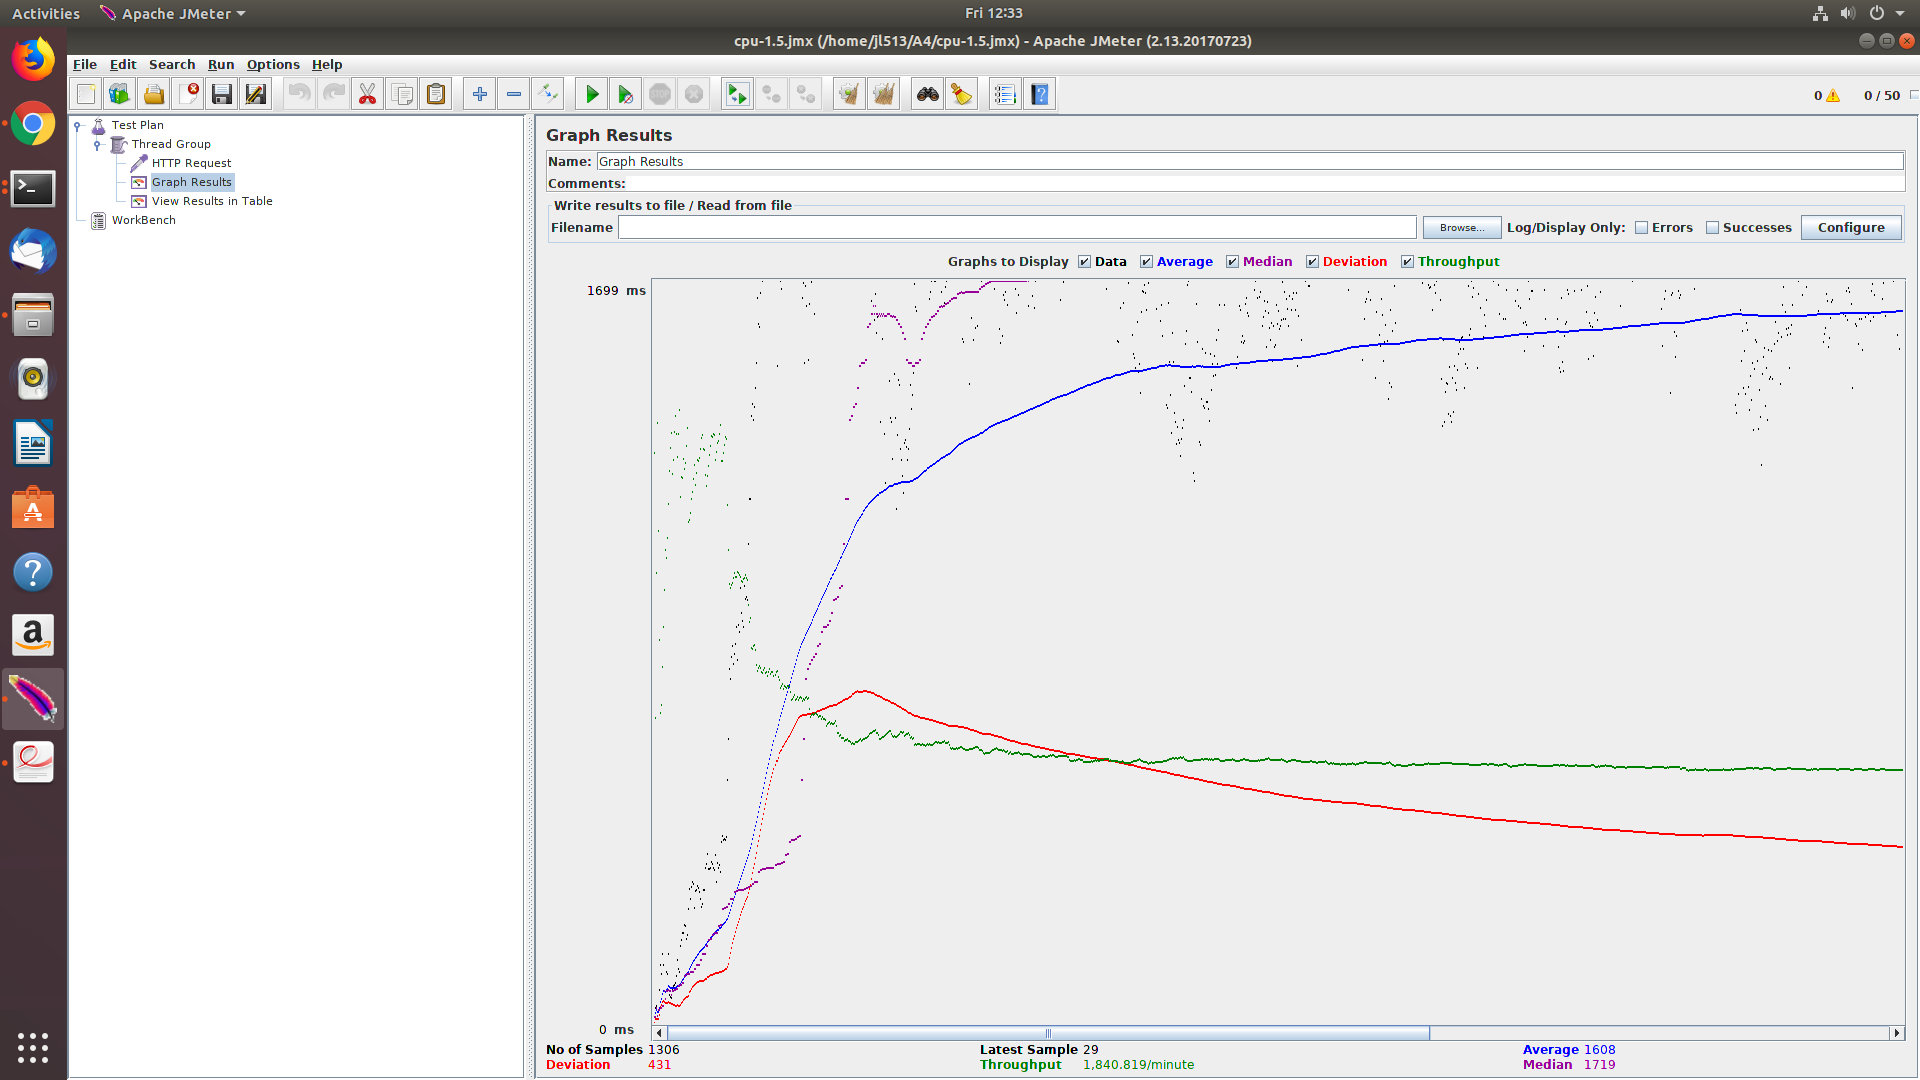 Activities Apache JMeter Fri 12:33
cpu-1.5.jmx (/home/jl513/A4/cpu-1.5.jmx) - Apache JMeter (2.13.20170723)
File Edit Search Run Options Help
0 0 / 50
Test Plan
Thread Group
HTTP Request
Graph Results
View Results in Table
WorkBench
Graph Results
Name: Graph Results
Comments:
Write results to file / Read from file
Filename Browse... Log/Display Only: Errors Successes Configure
Graphs to Display Data Average Median Deviation Throughput
1699 ms
0 ms
No of Samples 1306 Latest Sample 29 Average 1608
Deviation 431 Throughput 1,840.819/minute Median 1719